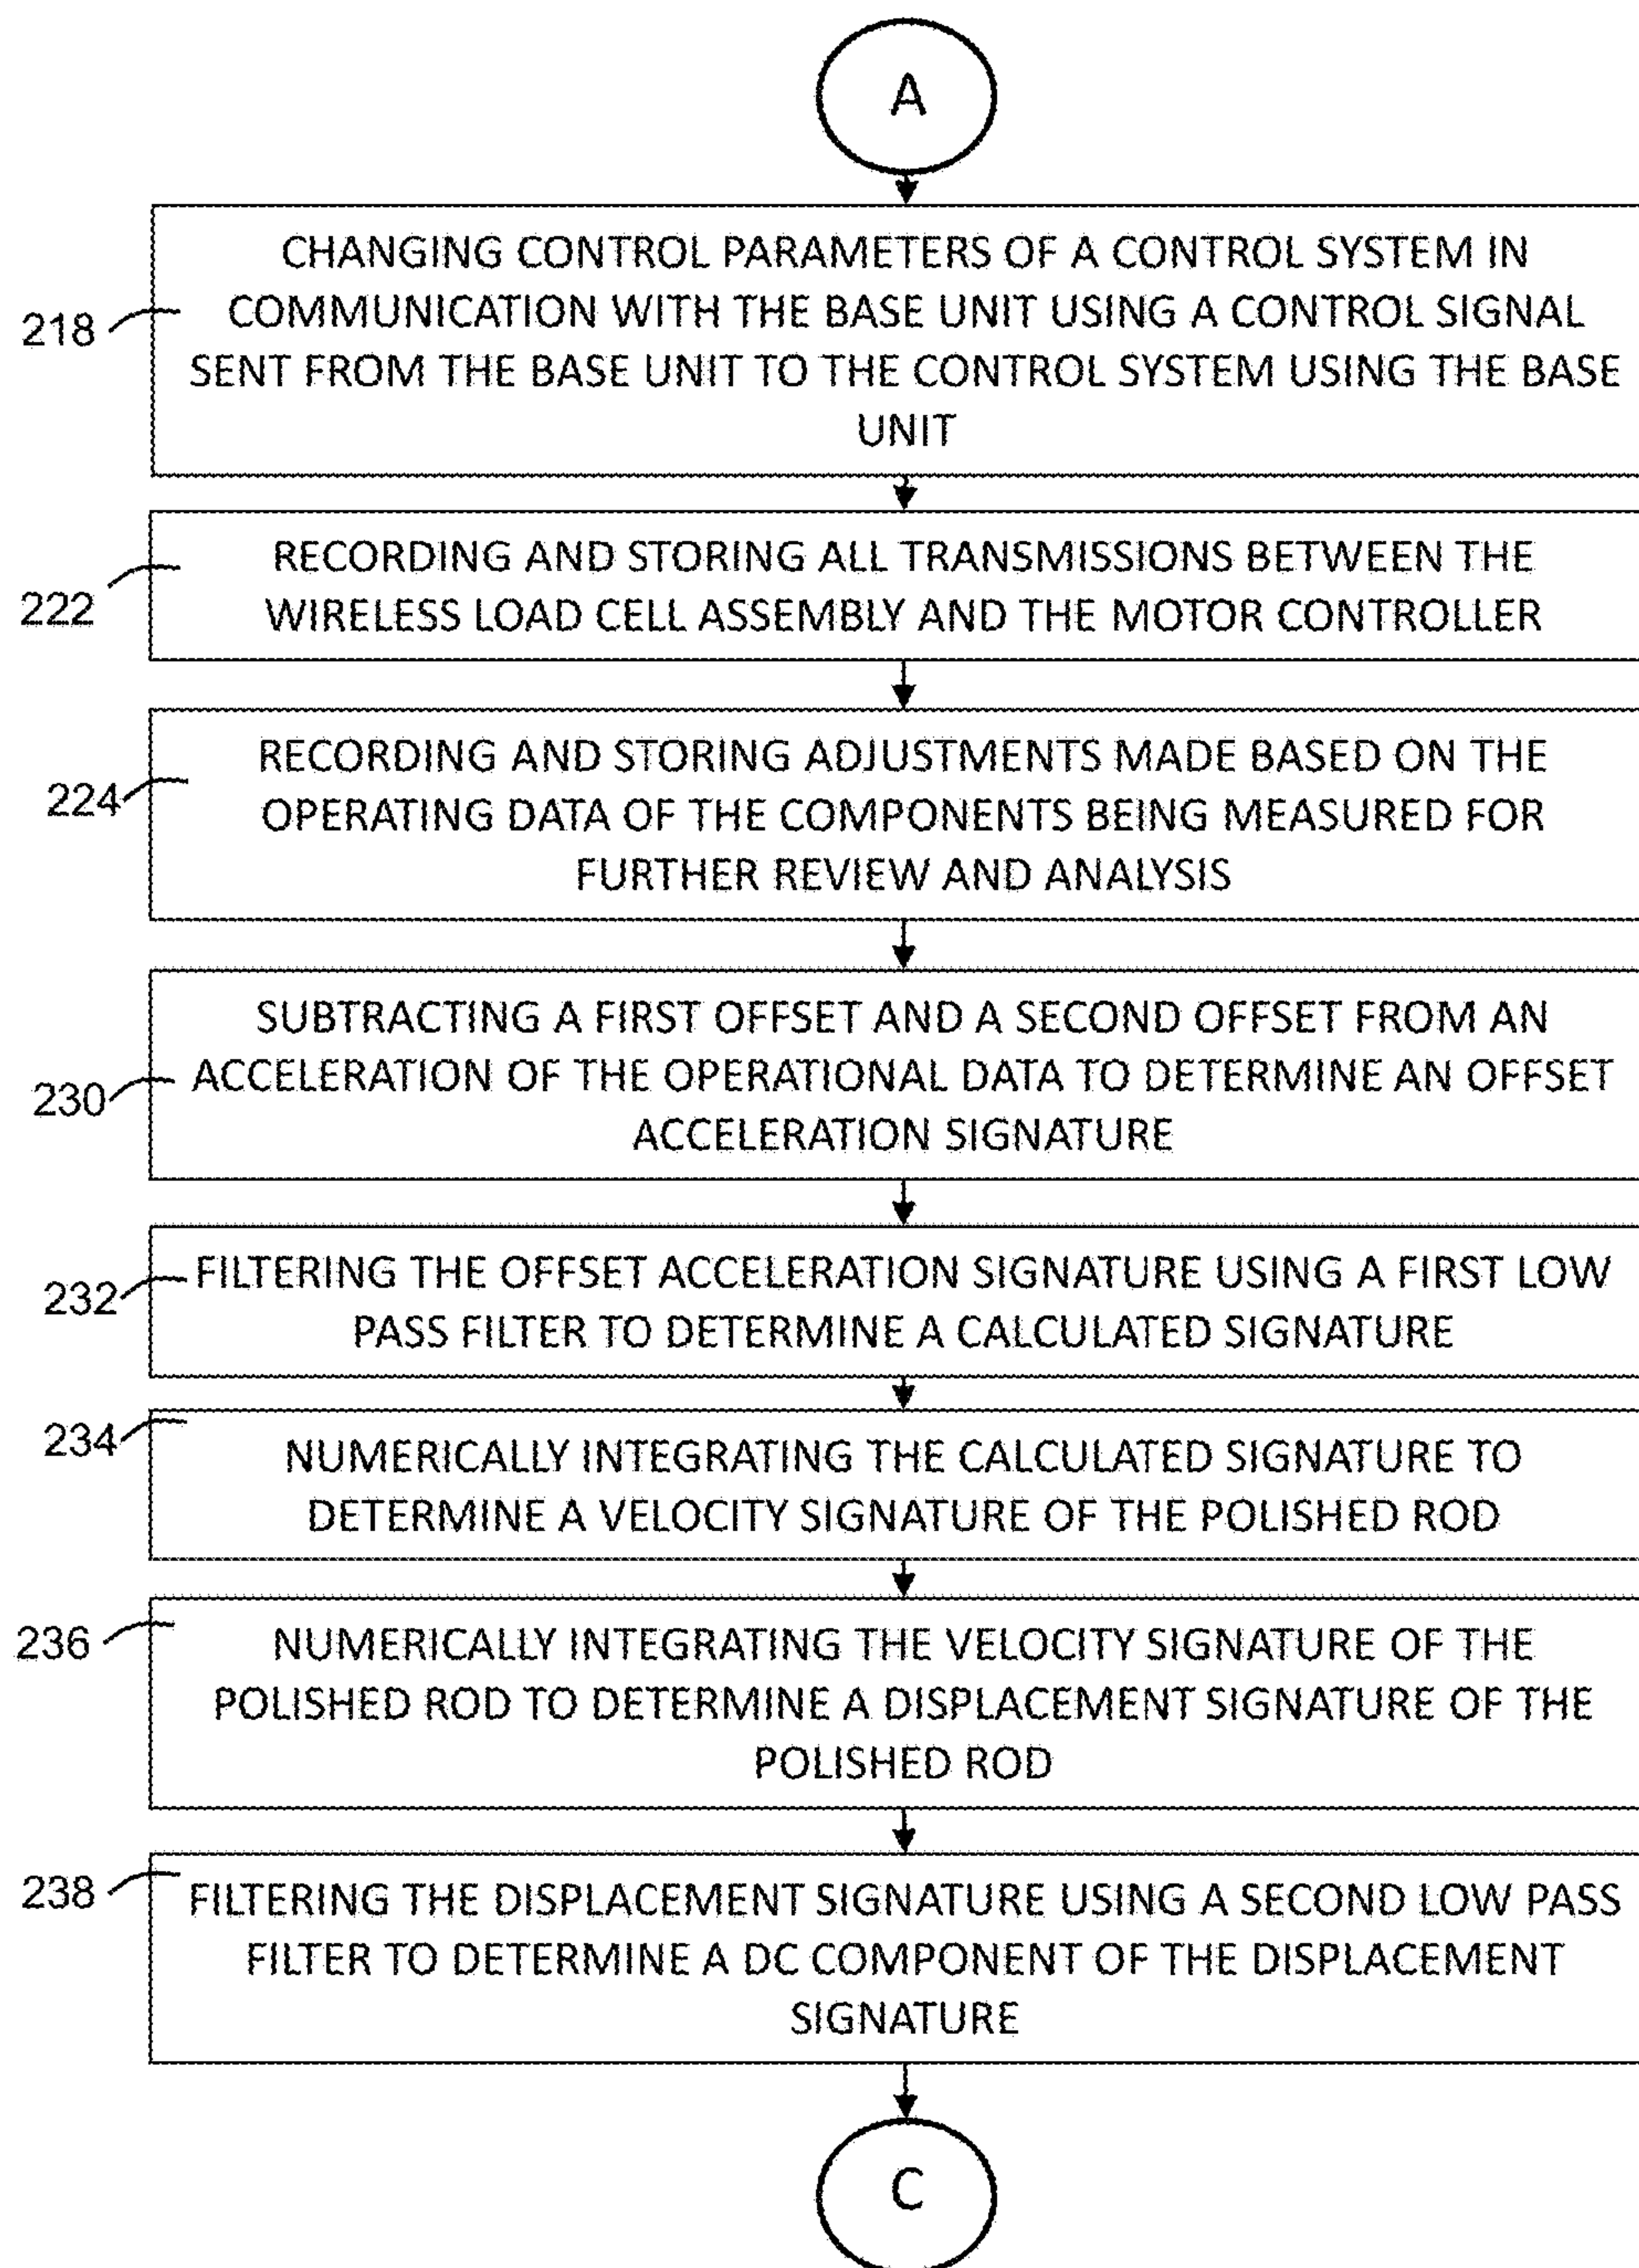 A
CHANGING CONTROL PARAMETERS OF A CONTROL SYSTEM IN
COMMUNICATION WITH THE BASE UNIT USING A CONTROL SIGNAL
218
SENT FROM THE BASE UNIT TO THE CONTROL SYSTEM USING THE BASE
UNIT
RECORDING AND STORING ALL TRANSMISSIONS BETWEEN THE
222
WIRELESS LOAD CELL ASSEMBLY AND THE MOTOR CONTROLLER
RECORDING AND STORING ADJUSTMENTS MADE BASED ON THE
224
OPERATING DATA OF THE COMPONENTS BEING MEASURED FOR
FURTHER REVIEW AND ANALYSIS
SUBTRACTING A FIRST OFFSET AND A SECOND OFFSET FROM AN
230
ACCELERATION OF THE OPERATIONAL DATA TO DETERMINE AN OFFSET
ACCELERATION SIGNATURE
232
FILTERING THE OFFSET ACCELERATION SIGNATURE USING A FIRST LOW
PASS FILTER TO DETERMINE A CALCULATED SIGNATURE
234
NUMERICALLY INTEGRATING THE CALCULATED SIGNATURE TO
DETERMINE A VELOCITY SIGNATURE OF THE POLISHED ROD
236
NUMERICALLY INTEGRATING THE VELOCITY SIGNATURE OF THE
POLISHED ROD TO DETERMINE A DISPLACEMENT SIGNATURE OF THE
POLISHED ROD
238
FILTERING THE DISPLACEMENT SIGNATURE USING A SECOND LOW PASS
FILTER TO DETERMINE A DC COMPONENT OF THE DISPLACEMENT
SIGNATURE
C